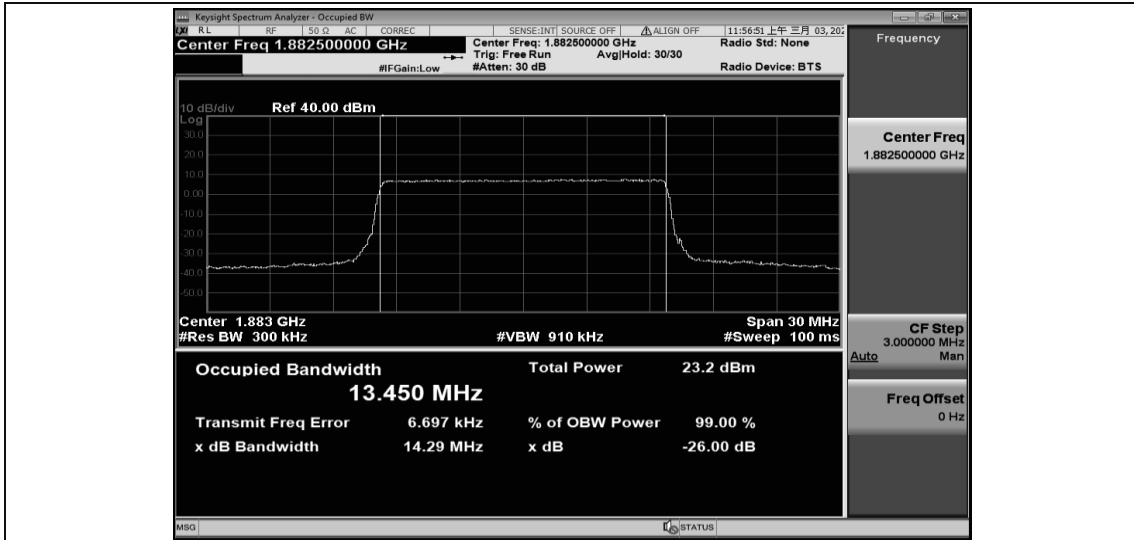 Keysight Spectrum Analyzer - Occupied BW
LXI RL RF 50 Ω AC CORREC SENSE:INT SOURCE OFF ALIGN OFF 11:56:51 上午 三月 03, 202
Center Freq 1.882500000 GHz
Center Freq: 1.882500000 GHz
Radio Std: None
Trig: Free Run Avg|Hold: 30/30
#IFGain:Low #Atten: 30 dB Radio Device: BTS
Frequency
10 dB/div Ref 40.00 dBm
Log
30.0
20.0
10.0
0.00
-10.0
-20.0
-30.0
-40.0
-50.0
Center 1.883 GHz Span 30 MHz
#Res BW 300 kHz #VBW 910 kHz #Sweep 100 ms
Occupied Bandwidth Total Power 23.2 dBm
13.450 MHz
Transmit Freq Error 6.697 kHz % of OBW Power 99.00 %
x dB Bandwidth 14.29 MHz x dB -26.00 dB
Center Freq
1.882500000 GHz
CF Step
3.000000 MHz
Auto Man
Freq Offset
0 Hz
MSG STATUS